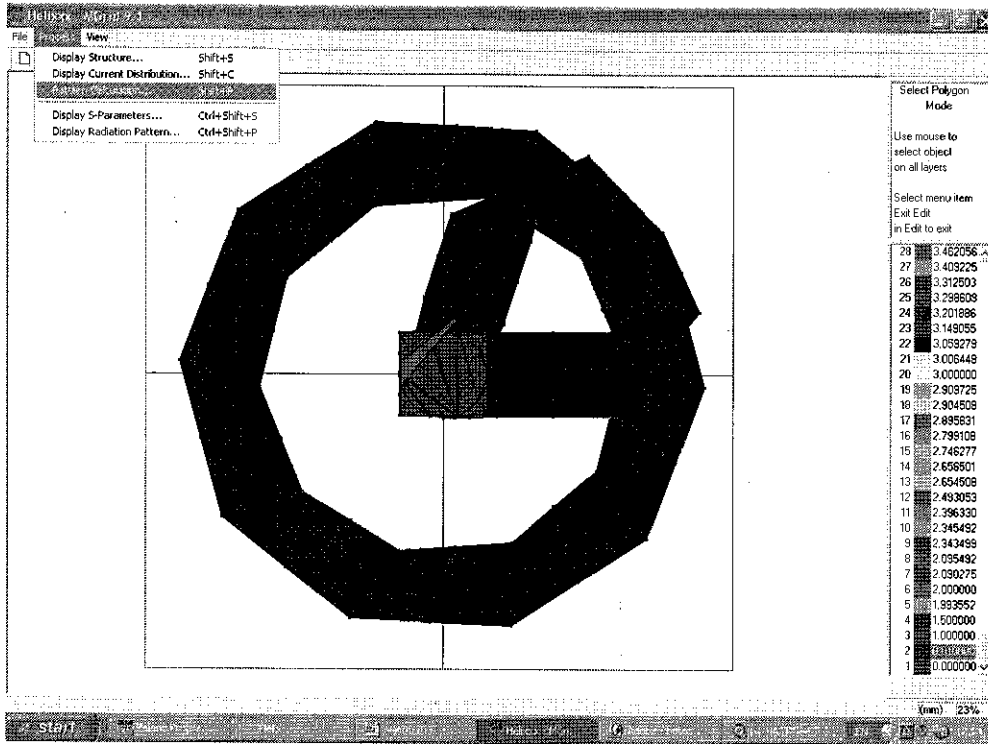 File View
Display Structure... Shift+S
Display Current Distribution... Shift+C
Display S-Parameters... Ctrl+Shift+S
Display Radiation Pattern... Ctrl+Shift+P
Select Polygon
Mode
Use mouse to
select object
on all layers
Select menu item
Exit Edit
in Edit to exit
28 3.462056
27 3.409225
26 3.312503
25 3.298608
24 3.201886
23 3.149055
22 3.059279
21 3.006448
20 3.000000
19 2.909725
18 2.904508
17 2.895631
16 2.799108
15 2.746277
14 2.656501
13 2.654508
12 2.493053
11 2.396330
10 2.345492
9 2.343499
8 2.095492
7 2.090275
6 2.000000
5 1.993552
4 1.500000
3 1.000000
2
1 0.000000
(mm) 23%
Start
EN